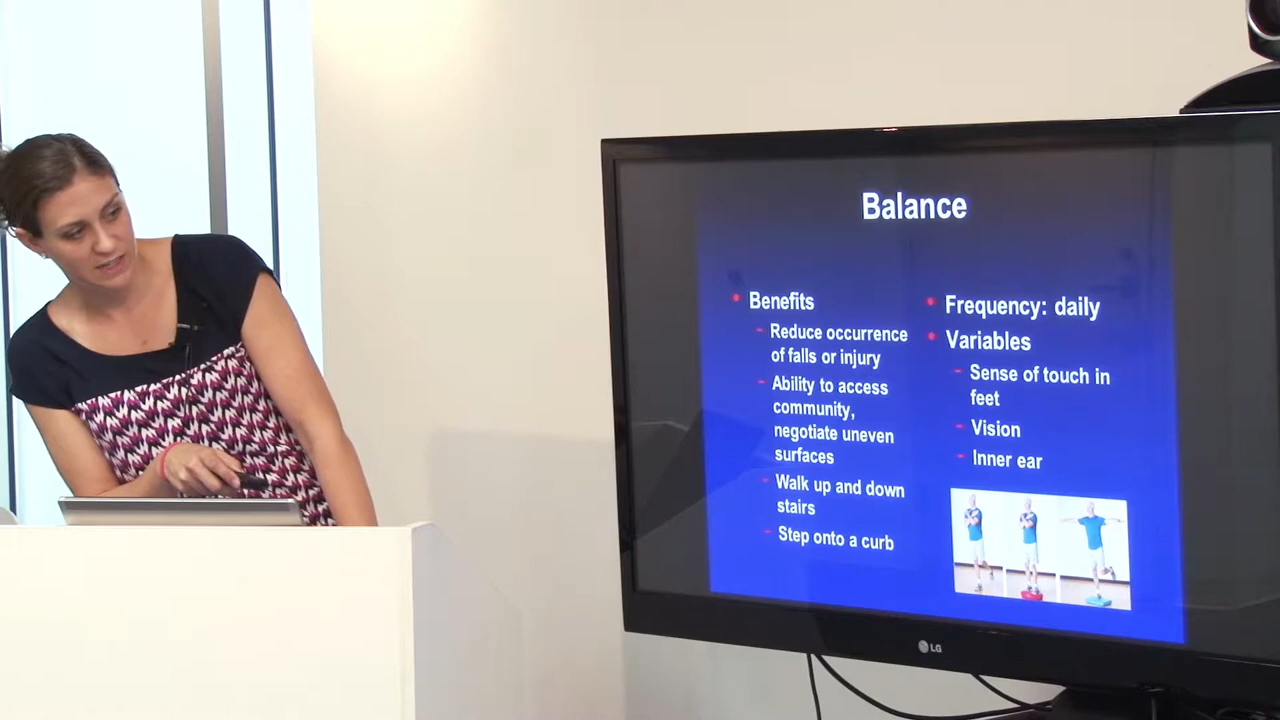 Balance
Benefits
- Reduce occurrence
of falls or injury
- Ability to access
community,
negotiate uneven
surfaces
- Walk up and down
stairs
- Step onto a curb
Frequency: daily
Variables
- Sense of touch in
feet
- Vision
- Inner ear
LG